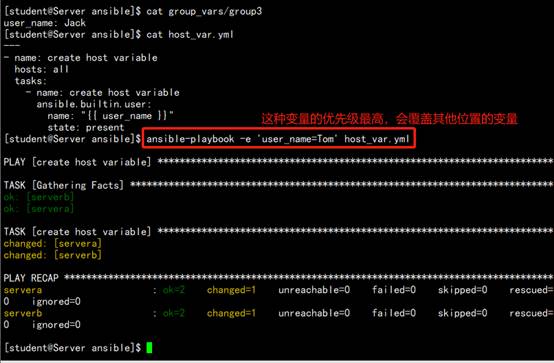 [student@Server ansible]$ cat group_vars/group3
user_name: Jack
[student@Server ansible]$ cat host_var.yml
---
- name: create host variable
  hosts: all
  tasks:
    - name: create host variable
      ansible.builtin.user:
        name: "{{ user_name }}"
        state: present
这种变量的优先级最高，会覆盖其他位置的变量
[student@Server ansible]$ ansible-playbook -e 'user_name=Tom' host_var.yml
PLAY [create host variable] ****************************************************
TASK [Gathering Facts] *********************************************************
ok: [serverb]
ok: [servera]
TASK [create host variable] ****************************************************
changed: [servera]
changed: [serverb]
PLAY RECAP *********************************************************************
servera : ok=2 changed=1 unreachable=0 failed=0 skipped=0 rescued=
0 ignored=0
serverb : ok=2 changed=1 unreachable=0 failed=0 skipped=0 rescued=
0 ignored=0
[student@Server ansible]$